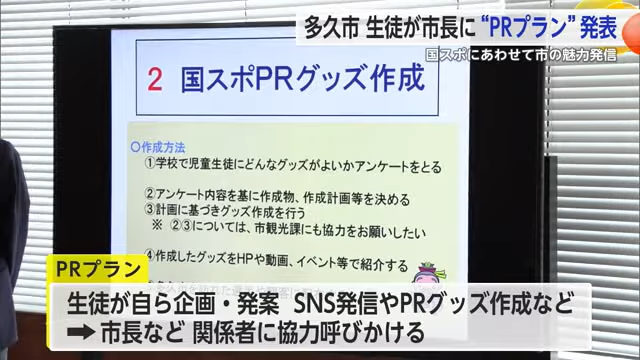 多久市 生徒が市長に“PRプラン”発表
国スポにあわせて市の魅力発信
2 国スポPRグッズ作成
〇作成方法
①学校で児童生徒にどんなグッズがよいかアンケートをとる
②アンケート内容を基に作成物、作成計画等を決める
③計画に基づきグッズ作成を行う
※ ②③については、市観光課にも協力をお願いしたい
④作成したグッズをHPや動画、イベント等で紹介する
PRプラン
生徒が自ら企画・発案 SNS発信やPRグッズ作成など
➡市長など 関係者に協力呼びかける